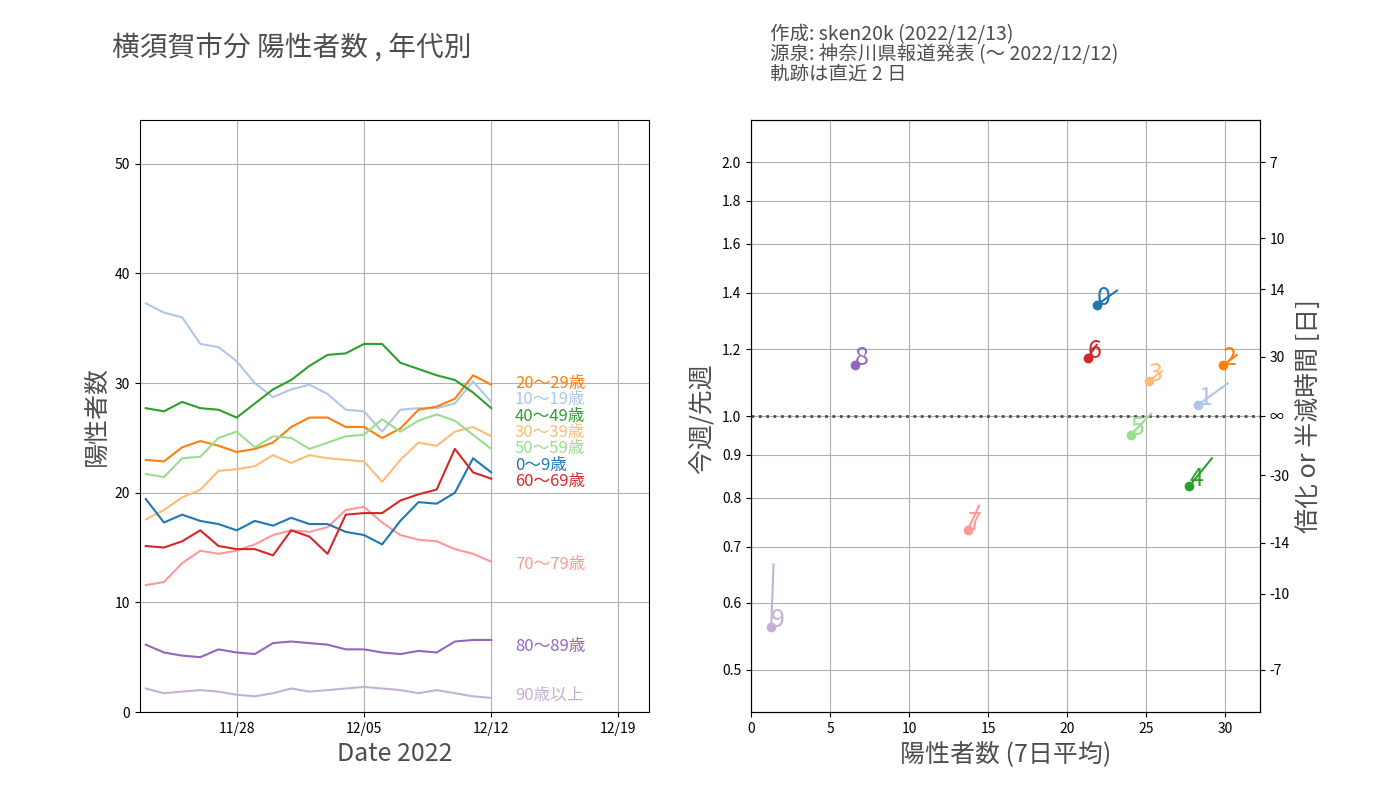 横須賀市分 陽性者数 , 年代別
作成: sken20k (2022/12/13)
源泉: 神奈川県報道発表 (〜 2022/12/12)
軌跡は直近 2 日
陽性者数
50
40
30
20
10
0
11/28
12/05
12/12
12/19
Date 2022
20〜29歳
10〜19歳
40〜49歳
30〜39歳
50〜59歳
0〜9歳
60〜69歳
70〜79歳
80〜89歳
90歳以上
今週/先週
2.0
1.8
1.6
1.4
1.2
1.0
0.9
0.8
0.7
0.6
0.5
0
5
10
15
20
25
30
陽性者数 (7日平均)
0
6
8
2
3
1
5
4
7
9
7
10
14
30
∞
-30
-14
-10
-7
倍化 or 半減時間 [日]